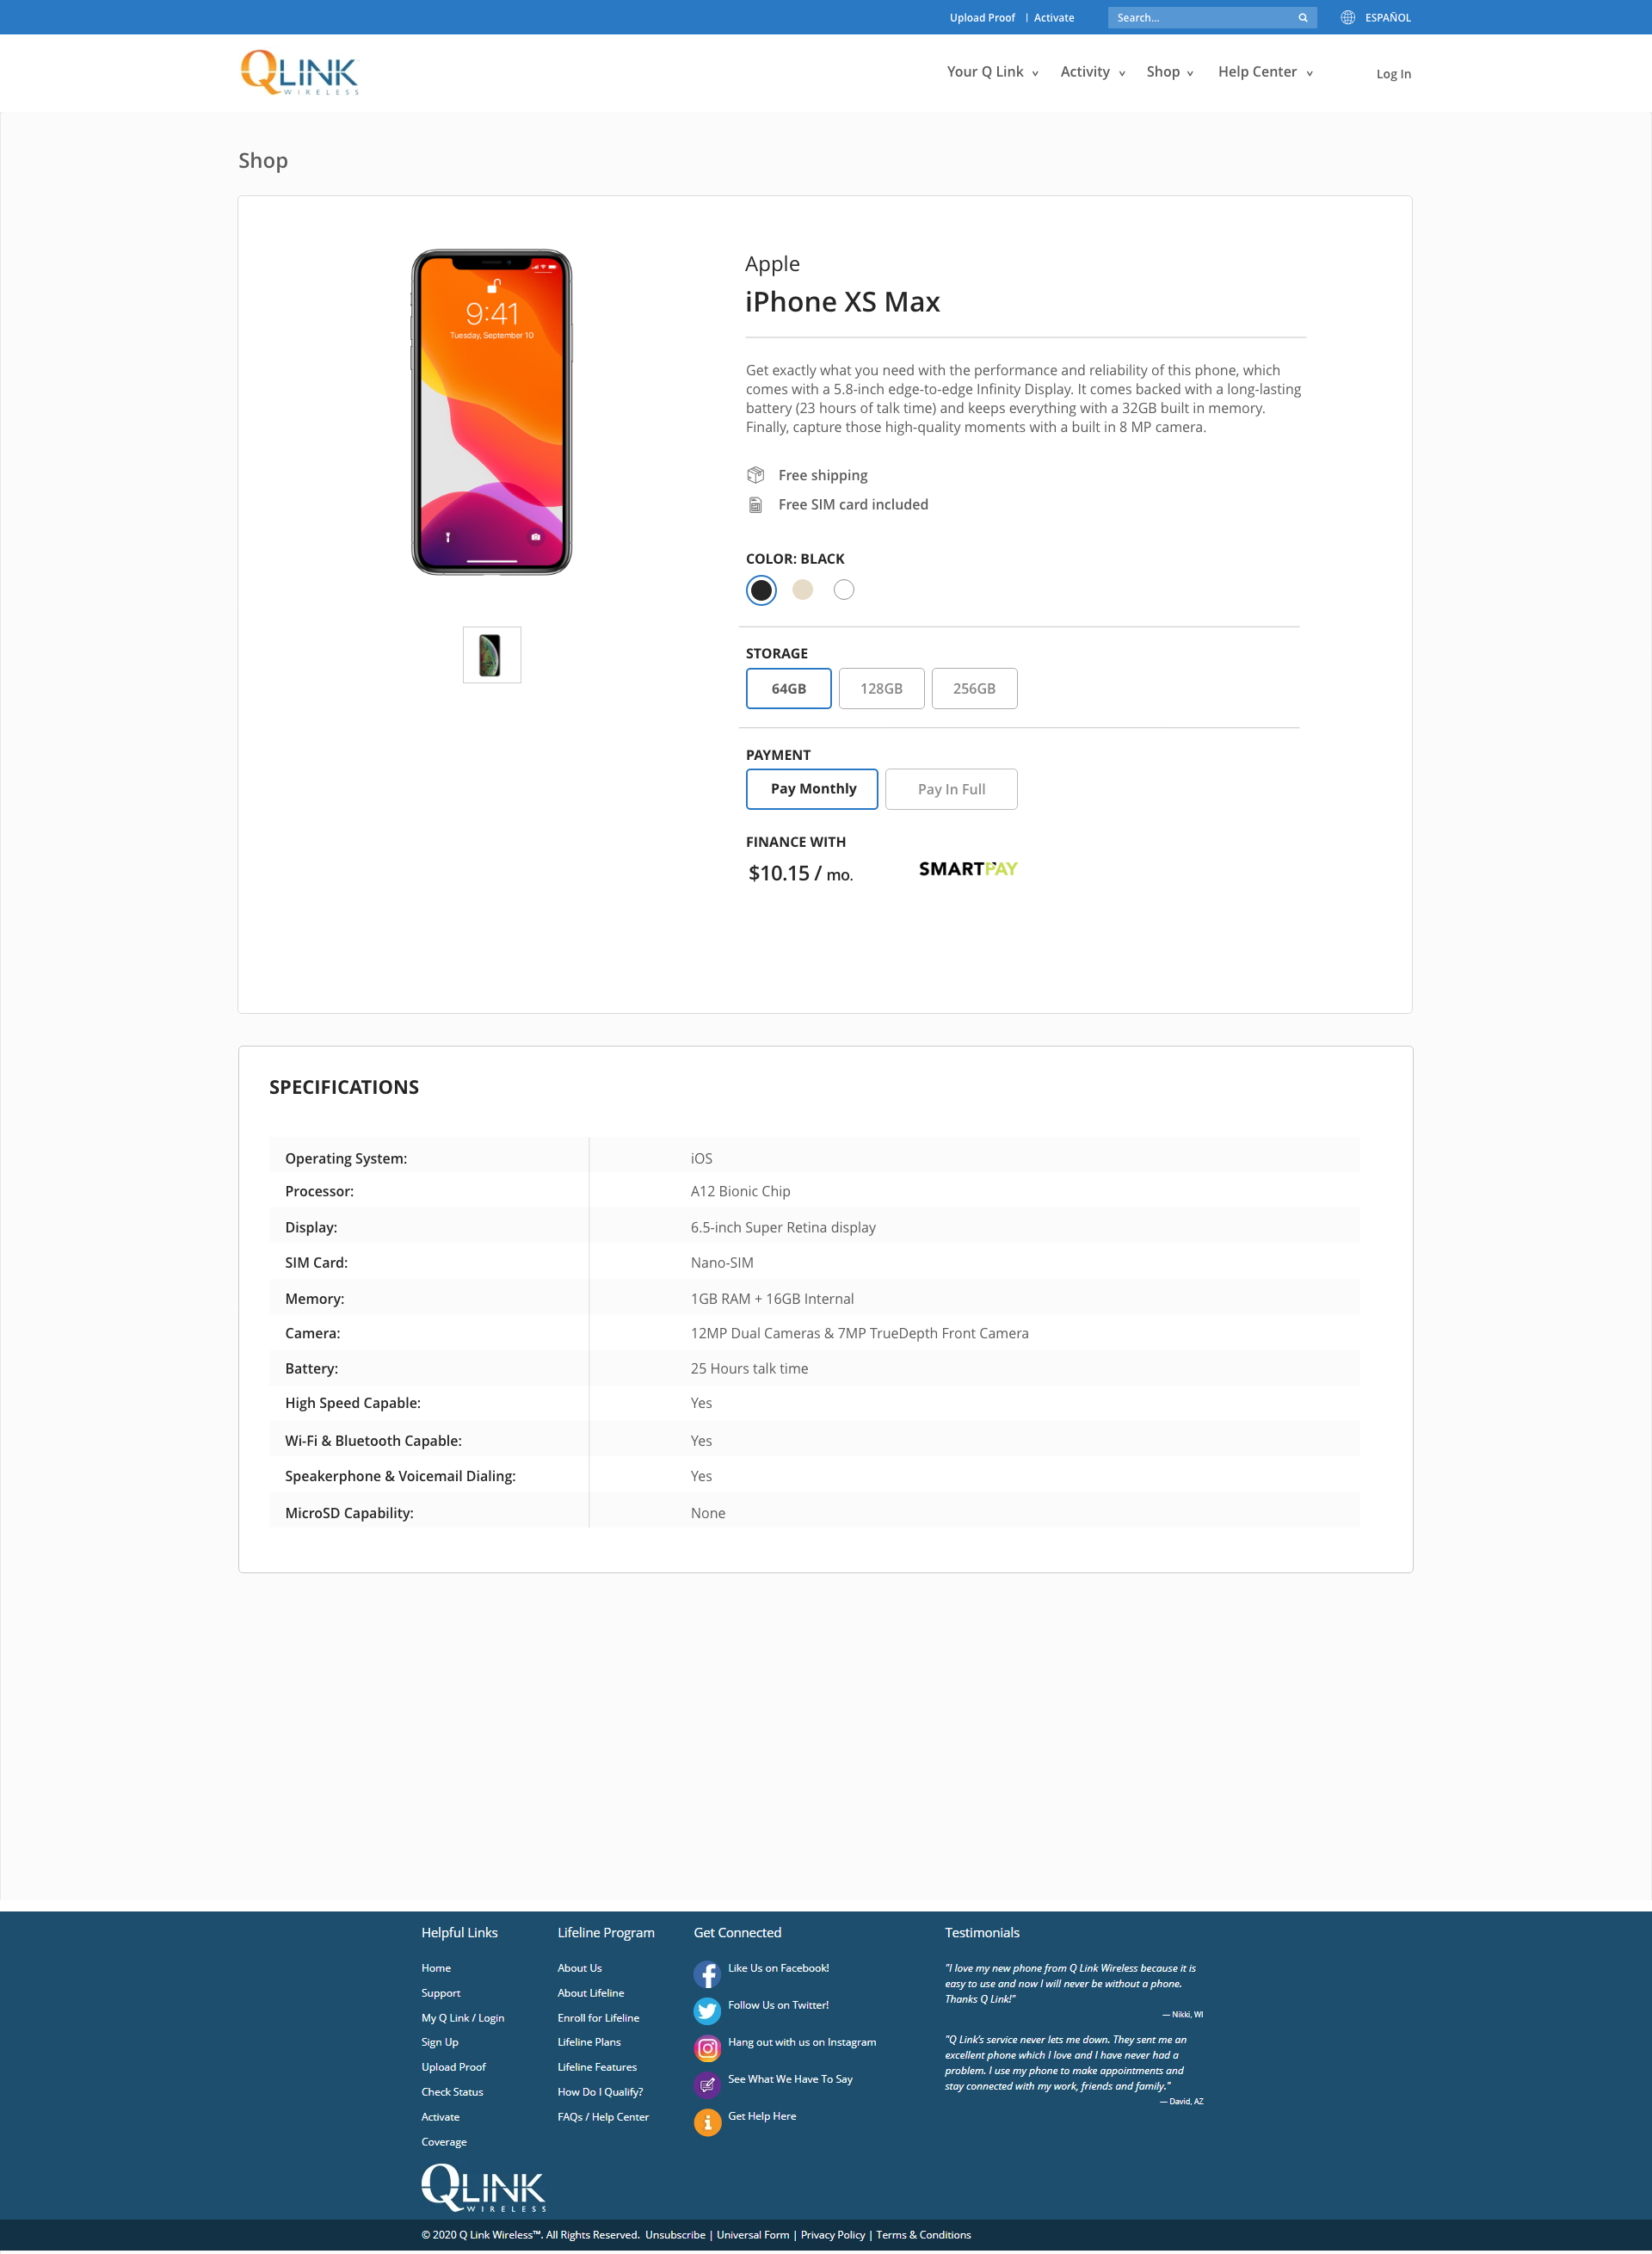 Upload Proof | Activate
Search...
ESPAÑOL
QLINK
WIRELESS
Your Q Link v Activity v Shop v Help Center v
Log In
Shop
9:41
Tuesday, September 10
Apple
iPhone XS Max
Get exactly what you need with the performance and reliability of this phone, which
comes with a 5.8-inch edge-to-edge Infinity Display. It comes backed with a long-lasting
battery (23 hours of talk time) and keeps everything with a 32GB built in memory.
Finally, capture those high-quality moments with a built in 8 MP camera.
Free shipping
Free SIM card included
COLOR: BLACK
STORAGE
64GB 128GB 256GB
PAYMENT
Pay Monthly Pay In Full
FINANCE WITH
$10.15 / mo. SMARTPAY
SPECIFICATIONS
Operating System: iOS
Processor: A12 Bionic Chip
Display: 6.5-inch Super Retina display
SIM Card: Nano-SIM
Memory: 1GB RAM + 16GB Internal
Camera: 12MP Dual Cameras & 7MP TrueDepth Front Camera
Battery: 25 Hours talk time
High Speed Capable: Yes
Wi-Fi & Bluetooth Capable: Yes
Speakerphone & Voicemail Dialing: Yes
MicroSD Capability: None
Helpful Links
Home
Support
My Q Link / Login
Sign Up
Upload Proof
Check Status
Activate
Coverage
Lifeline Program
About Us
About Lifeline
Enroll for Lifeline
Lifeline Plans
Lifeline Features
How Do I Qualify?
FAQs / Help Center
Get Connected
Like Us on Facebook!
Follow Us on Twitter!
Hang out with us on Instagram
See What We Have To Say
Get Help Here
Testimonials
"I love my new phone from Q Link Wireless because it is
easy to use and now I will never be without a phone.
Thanks Q Link!"
— Nikki, WI
"Q Link's service never lets me down. They sent me an
excellent phone which I love and I have never had a
problem. I use my phone to make appointments and
stay connected with my work, friends and family."
— David, AZ
QLINK
WIRELESS
© 2020 Q Link Wireless™. All Rights Reserved. Unsubscribe | Universal Form | Privacy Policy | Terms & Conditions